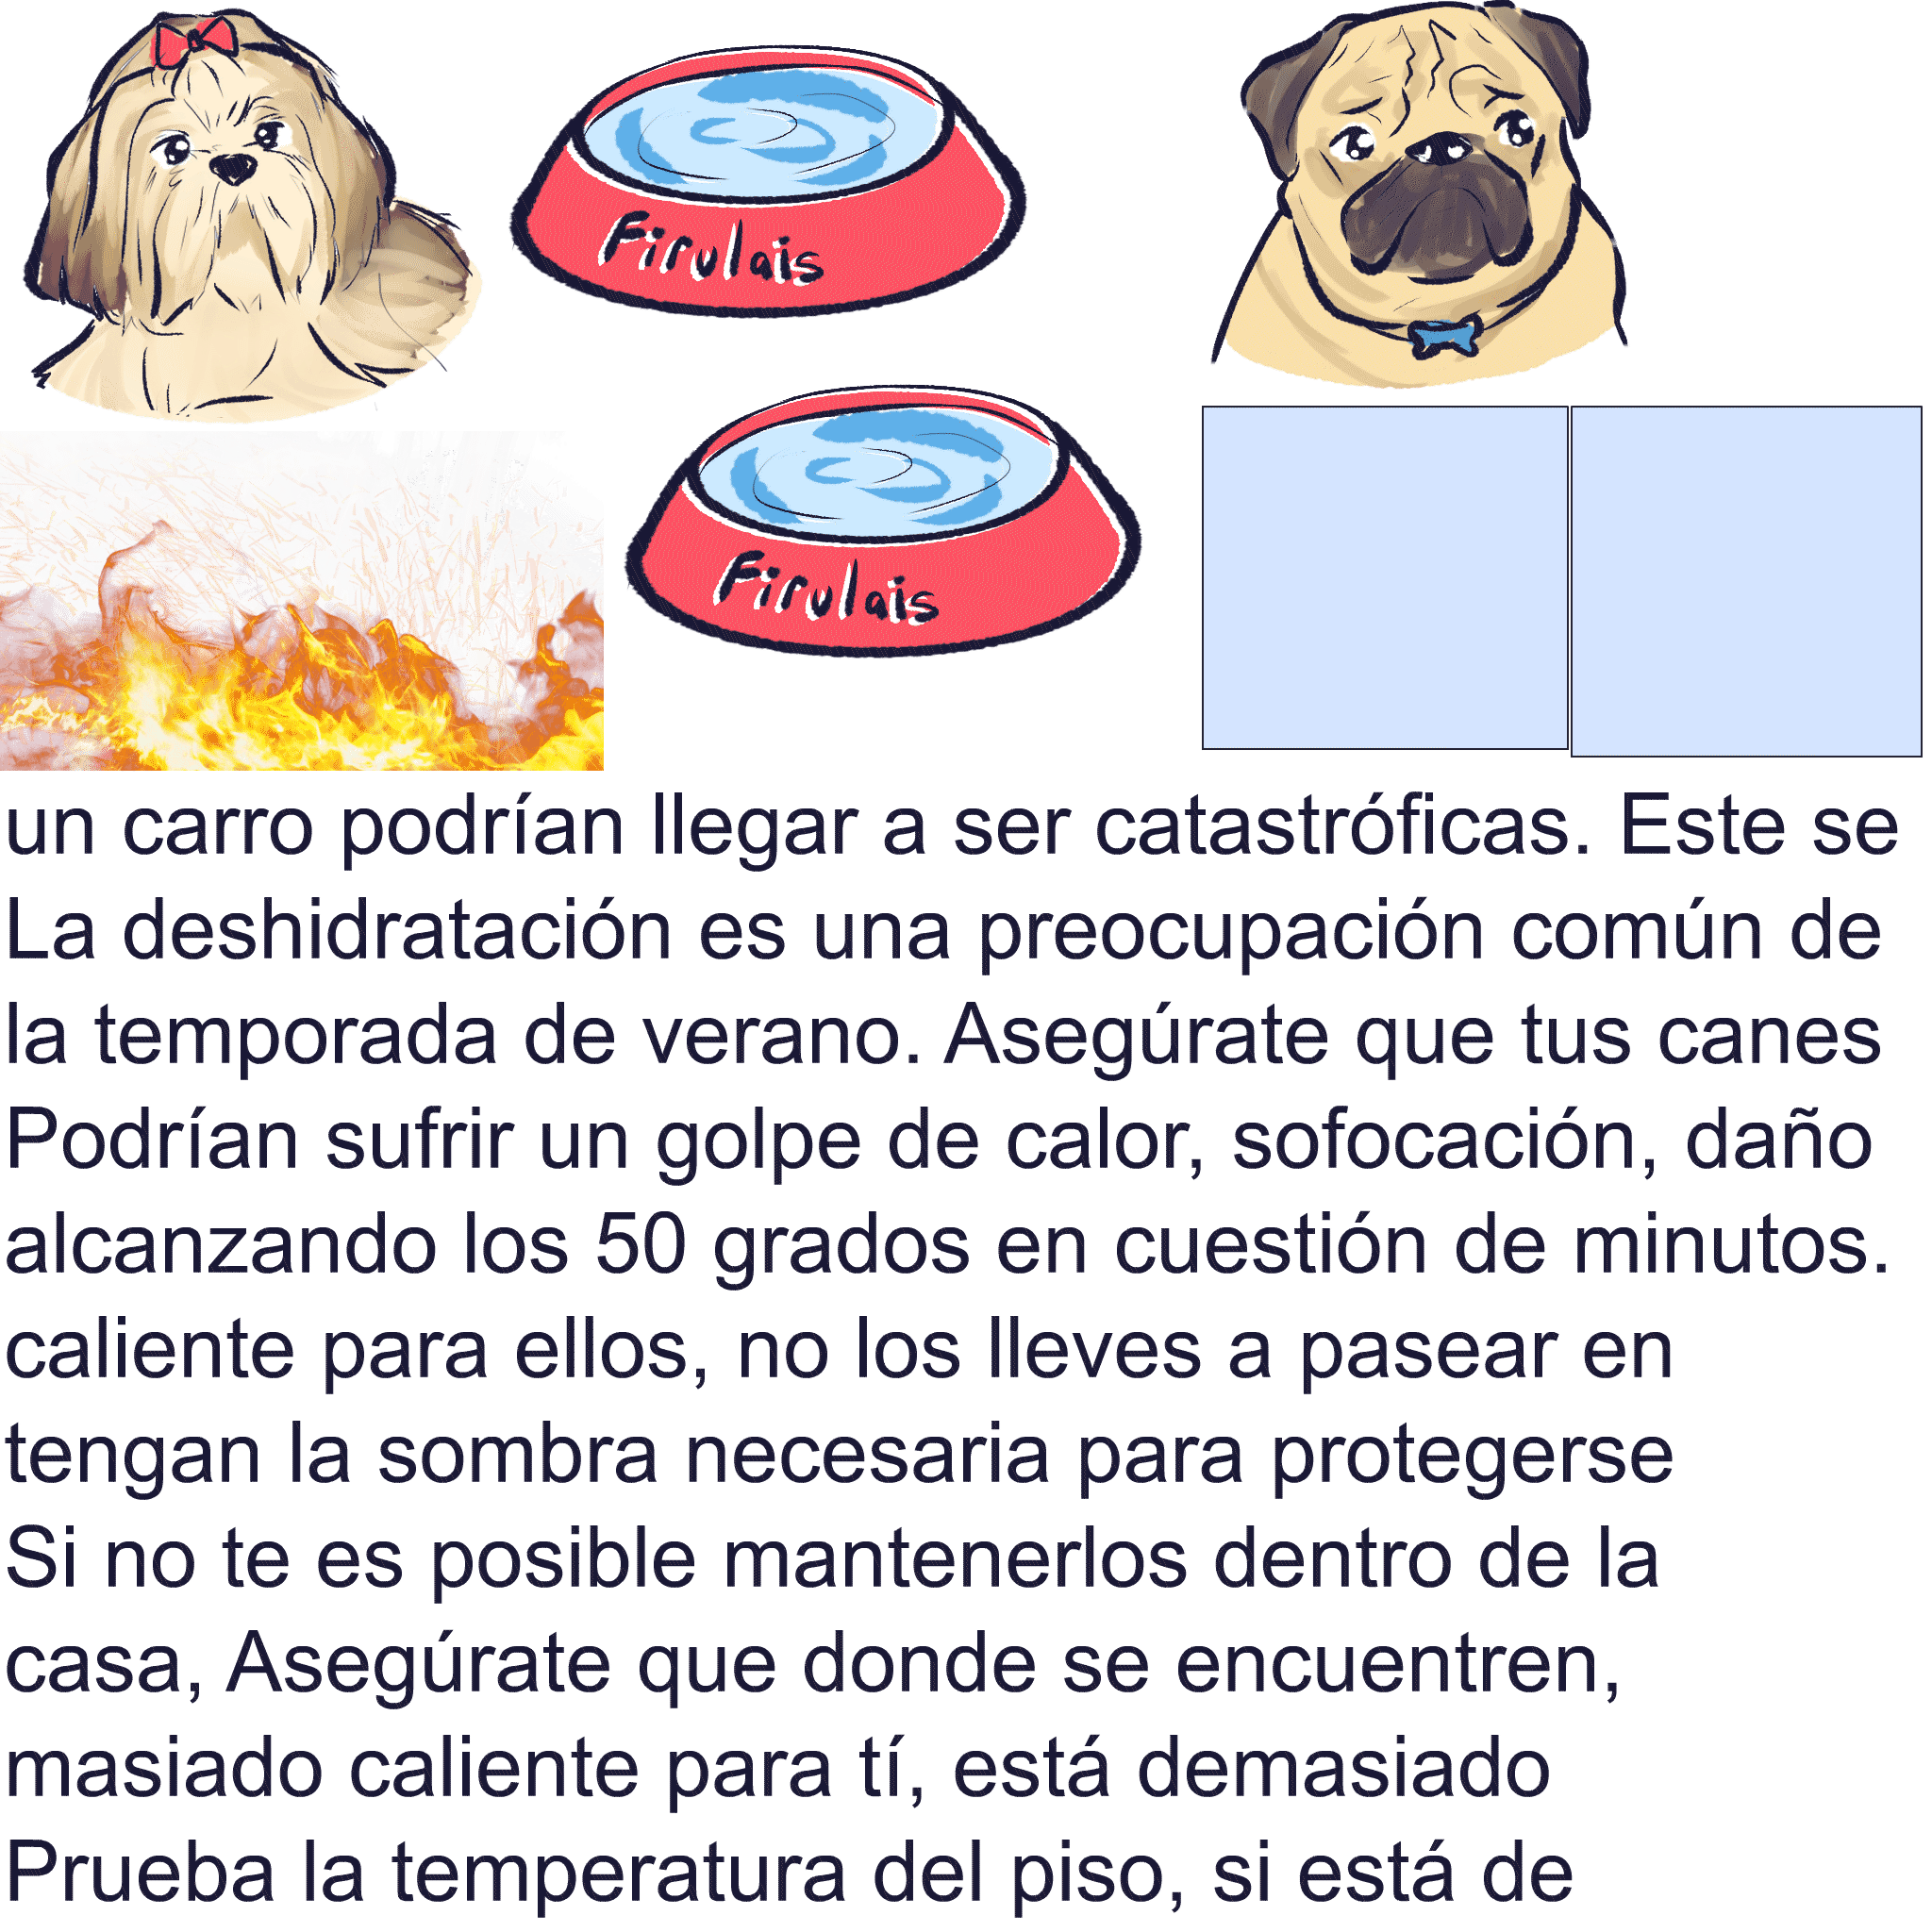 Firulais
Firulais
un carro podrían llegar a ser catastróficas. Este se
La deshidratación es una preocupación común de
la temporada de verano. Asegúrate que tus canes
Podrían sufrir un golpe de calor, sofocación, daño
alcanzando los 50 grados en cuestión de minutos.
caliente para ellos, no los lleves a pasear en
tengan la sombra necesaria para protegerse
Si no te es posible mantenerlos dentro de la
casa, Asegúrate que donde se encuentren,
masiado caliente para tí, está demasiado
Prueba la temperatura del piso, si está de